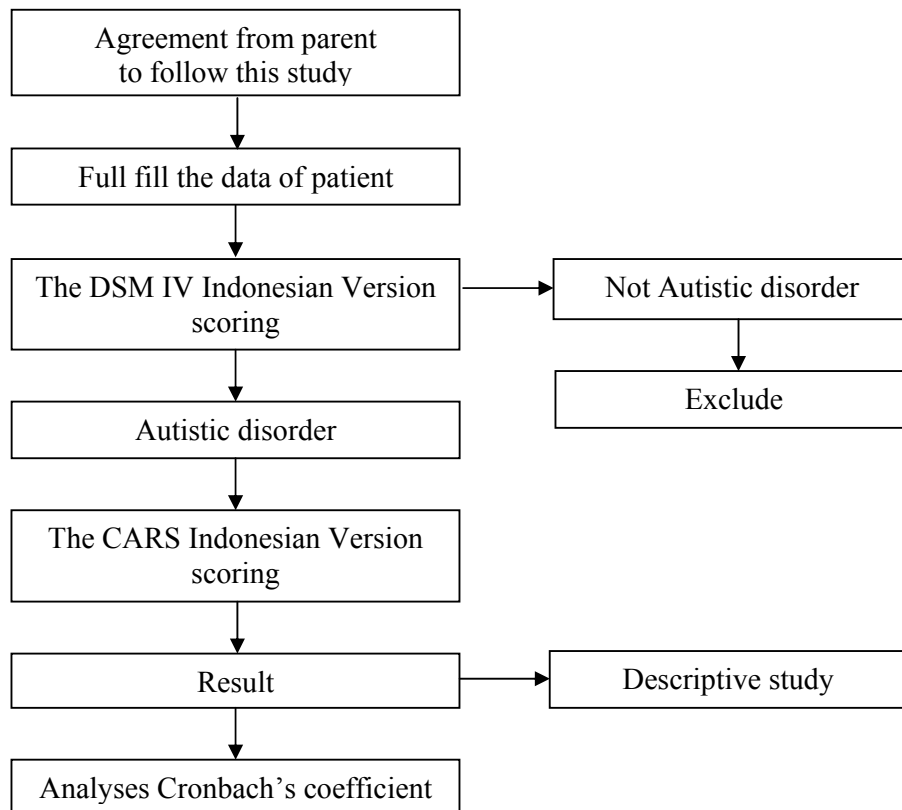 Agreement from parent
to follow this study
Full fill the data of patient
The DSM IV Indonesian Version
scoring
Not Autistic disorder
Exclude
Autistic disorder
The CARS Indonesian Version
scoring
Result
Descriptive study
Analyses Cronbach’s coefficient